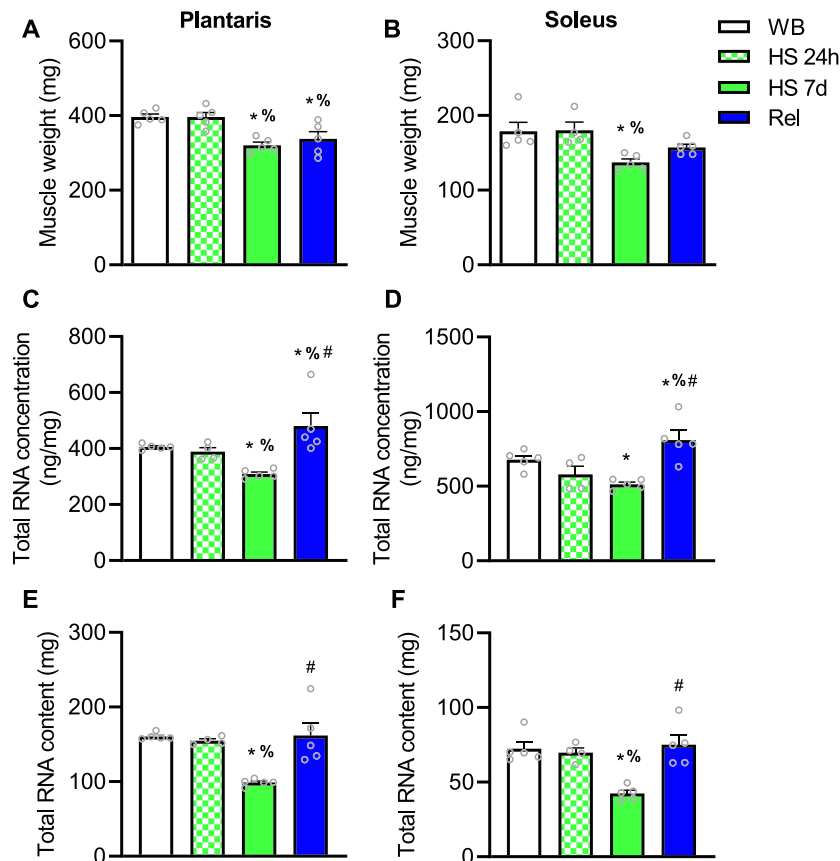 A
Plantaris
B
Soleus
WB
HS 24h
HS 7d
Rel
Muscle weight (mg)
600
400
200
0
* %
* %
Muscle weight (mg)
300
200
100
0
* %
C
Total RNA concentration
(ng/mg)
800
600
400
200
0
* %
* % #
D
Total RNA concentration
(ng/mg)
1500
1000
500
0
*
*%#
E
Total RNA content (mg)
300
200
100
0
* %
#
F
Total RNA content (mg)
150
100
50
0
*%
#